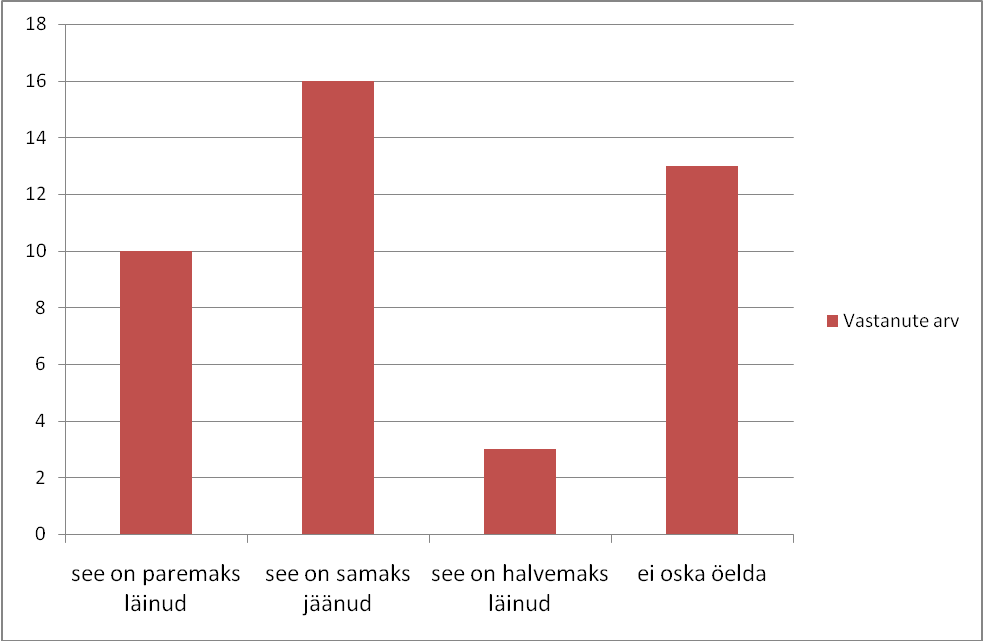 18
16
14
12
10
8
6
4
2
0
see on paremaks
läinud
see on samaks
jäänud
see on halvemaks
läinud
ei oska öelda
Vastanute arv